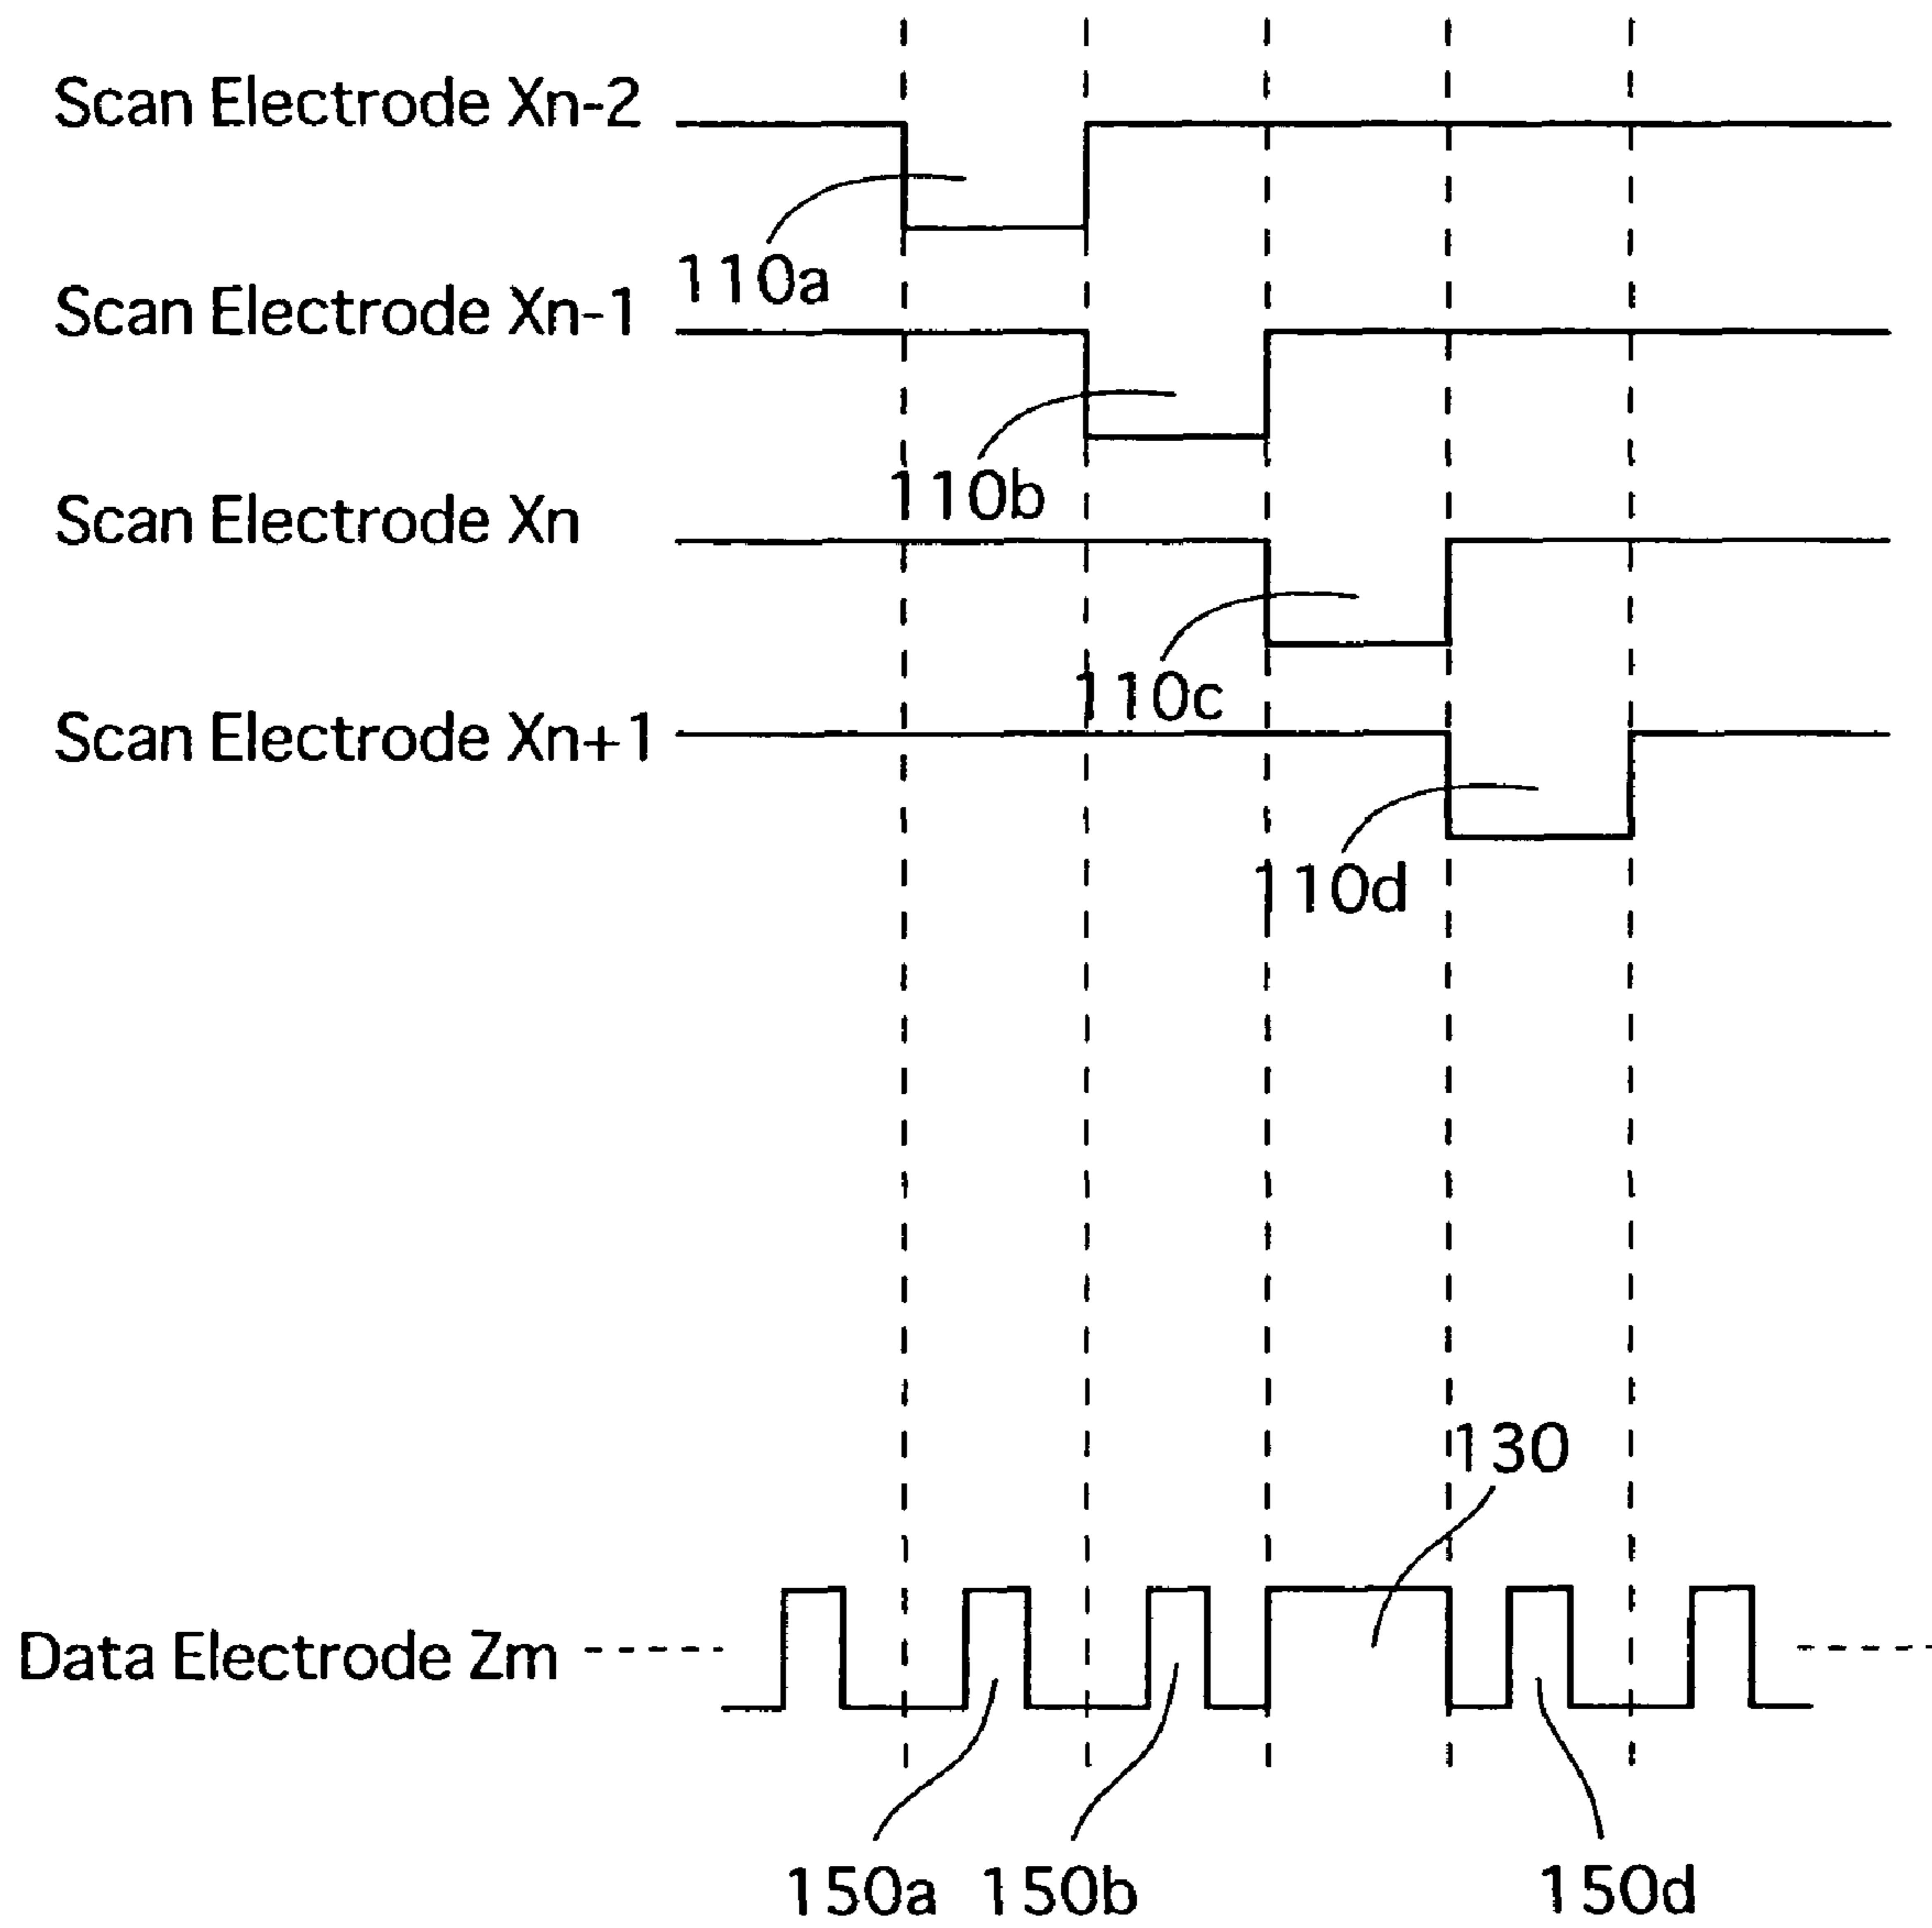 Scan Electrode Xn-2
110a
Scan Electrode Xn-1
110b
Scan Electrode Xn
110c
Scan Electrode Xn+1
110d
130
Data Electrode Zm
150a 150b 150d